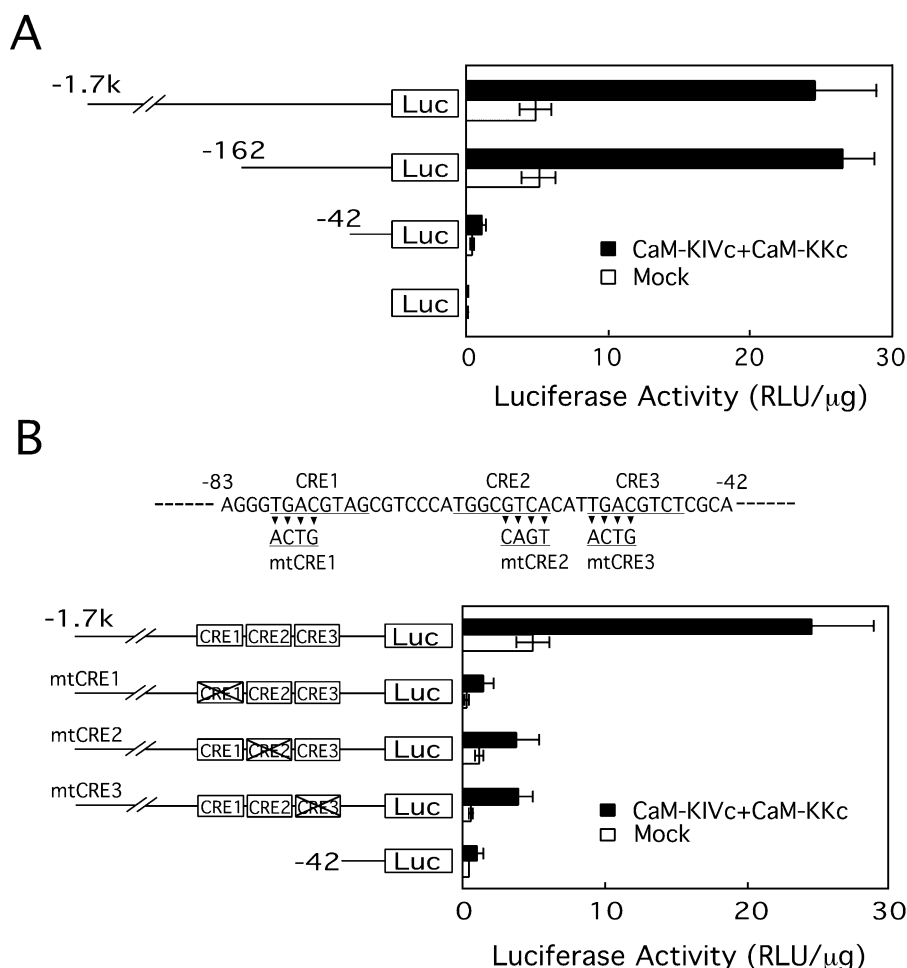 A
-1.7k
Luc
-162
Luc
-42
Luc
Luc
CaM-KIVc+CaM-KKc
Mock
0 10 20 30
Luciferase Activity (RLU/μg)
B
-83 CRE1 CRE2 CRE3 -42
AGGGTGACGTAGCGTCCCATGGCGTCACATTGACGTCTCGCA
ACTG CAGT ACTG
mtCRE1 mtCRE2 mtCRE3
-1.7k
CRE1 CRE2 CRE3 Luc
mtCRE1
CRE1 CRE2 CRE3 Luc
mtCRE2
CRE1 CRE2 CRE3 Luc
mtCRE3
CRE1 CRE2 CRE3 Luc
CaM-KIVc+CaM-KKc
Mock
-42 Luc
0 10 20 30
Luciferase Activity (RLU/μg)